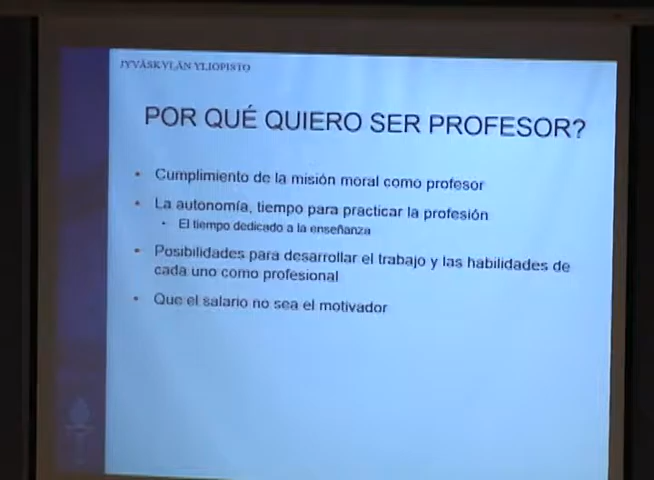 JYVÄSKYLÄN YLIOPISTO
POR QUÉ QUIERO SER PROFESOR?
• Cumplimiento de la misión moral como profesor
• La autonomía, tiempo para practicar la profesión
• El tiempo dedicado a la enseñanza
• Posibilidades para desarrollar el trabajo y las habilidades de
cada uno como profesional
• Que el salario no sea el motivador